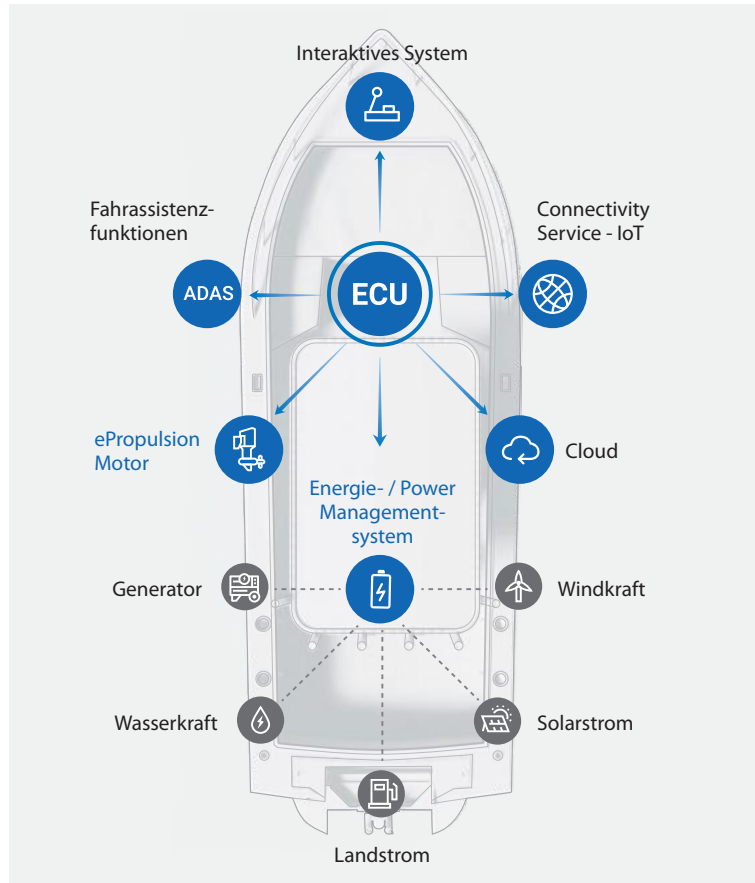 Interaktives System
Fahrassistenz-
funktionen
Connectivity
Service - IoT
ADAS
ECU
ePropulsion
Motor
Cloud
Energie- / Power
Management-
system
Generator
Windkraft
Wasserkraft
Solarstrom
Landstrom